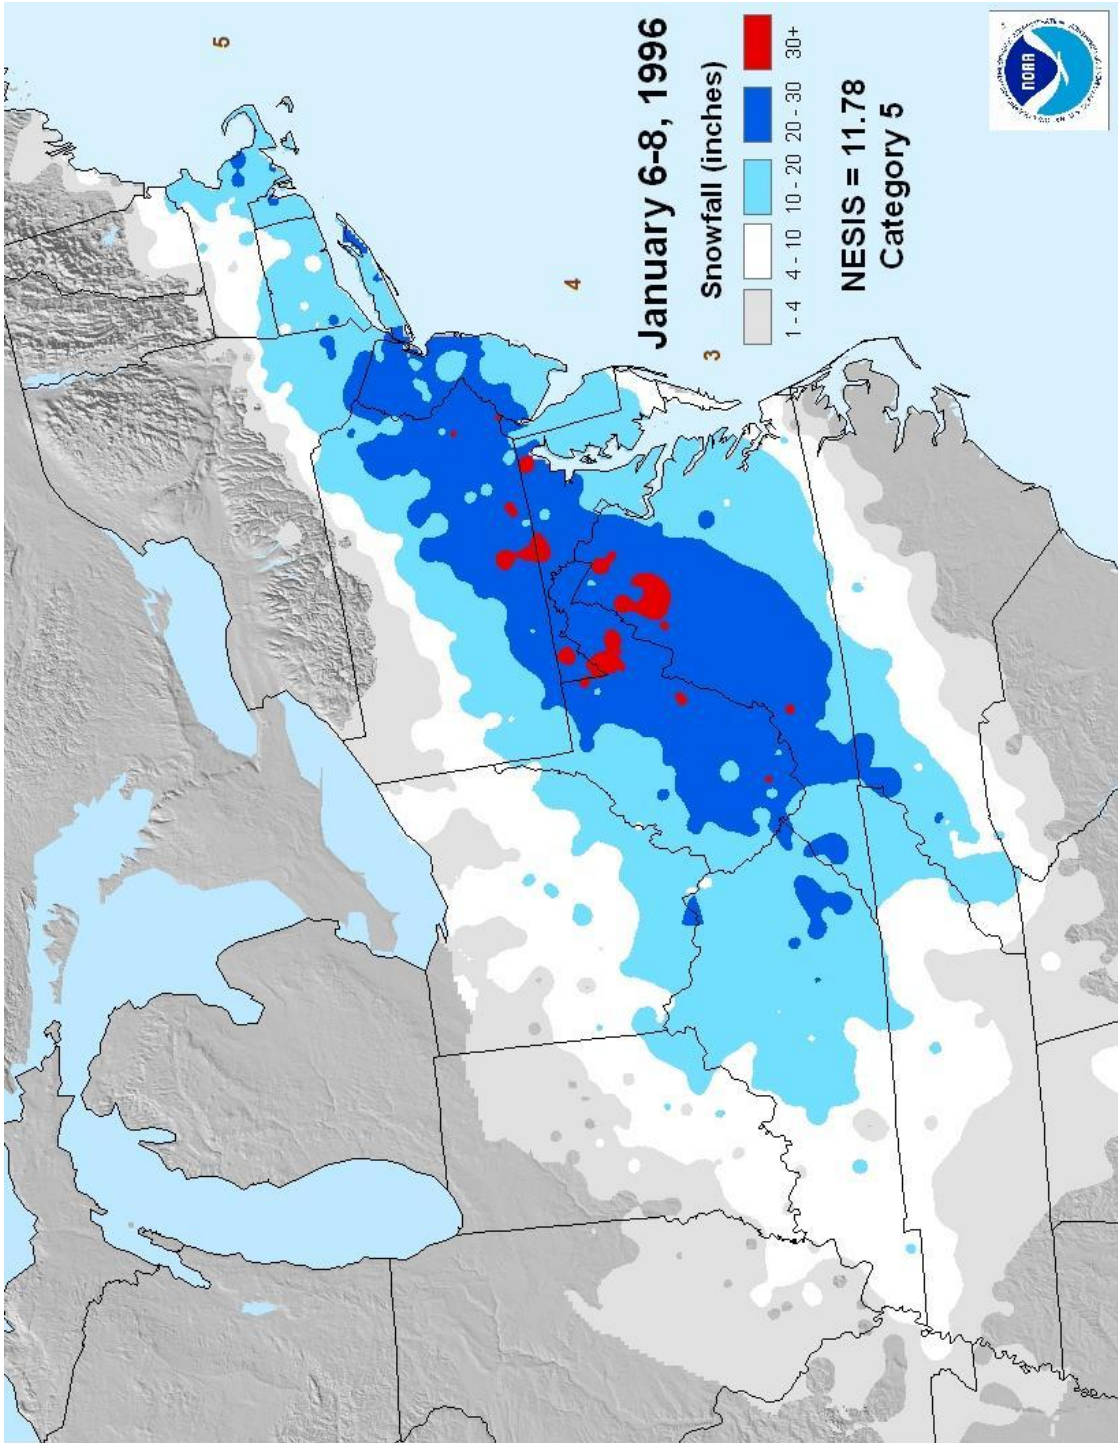 5
4
3
January 6-8, 1996
Snowfall (inches)
1 - 4
4 - 10
10 - 20
20 - 30
30+
NESIS = 11.78
Category 5
NOAA